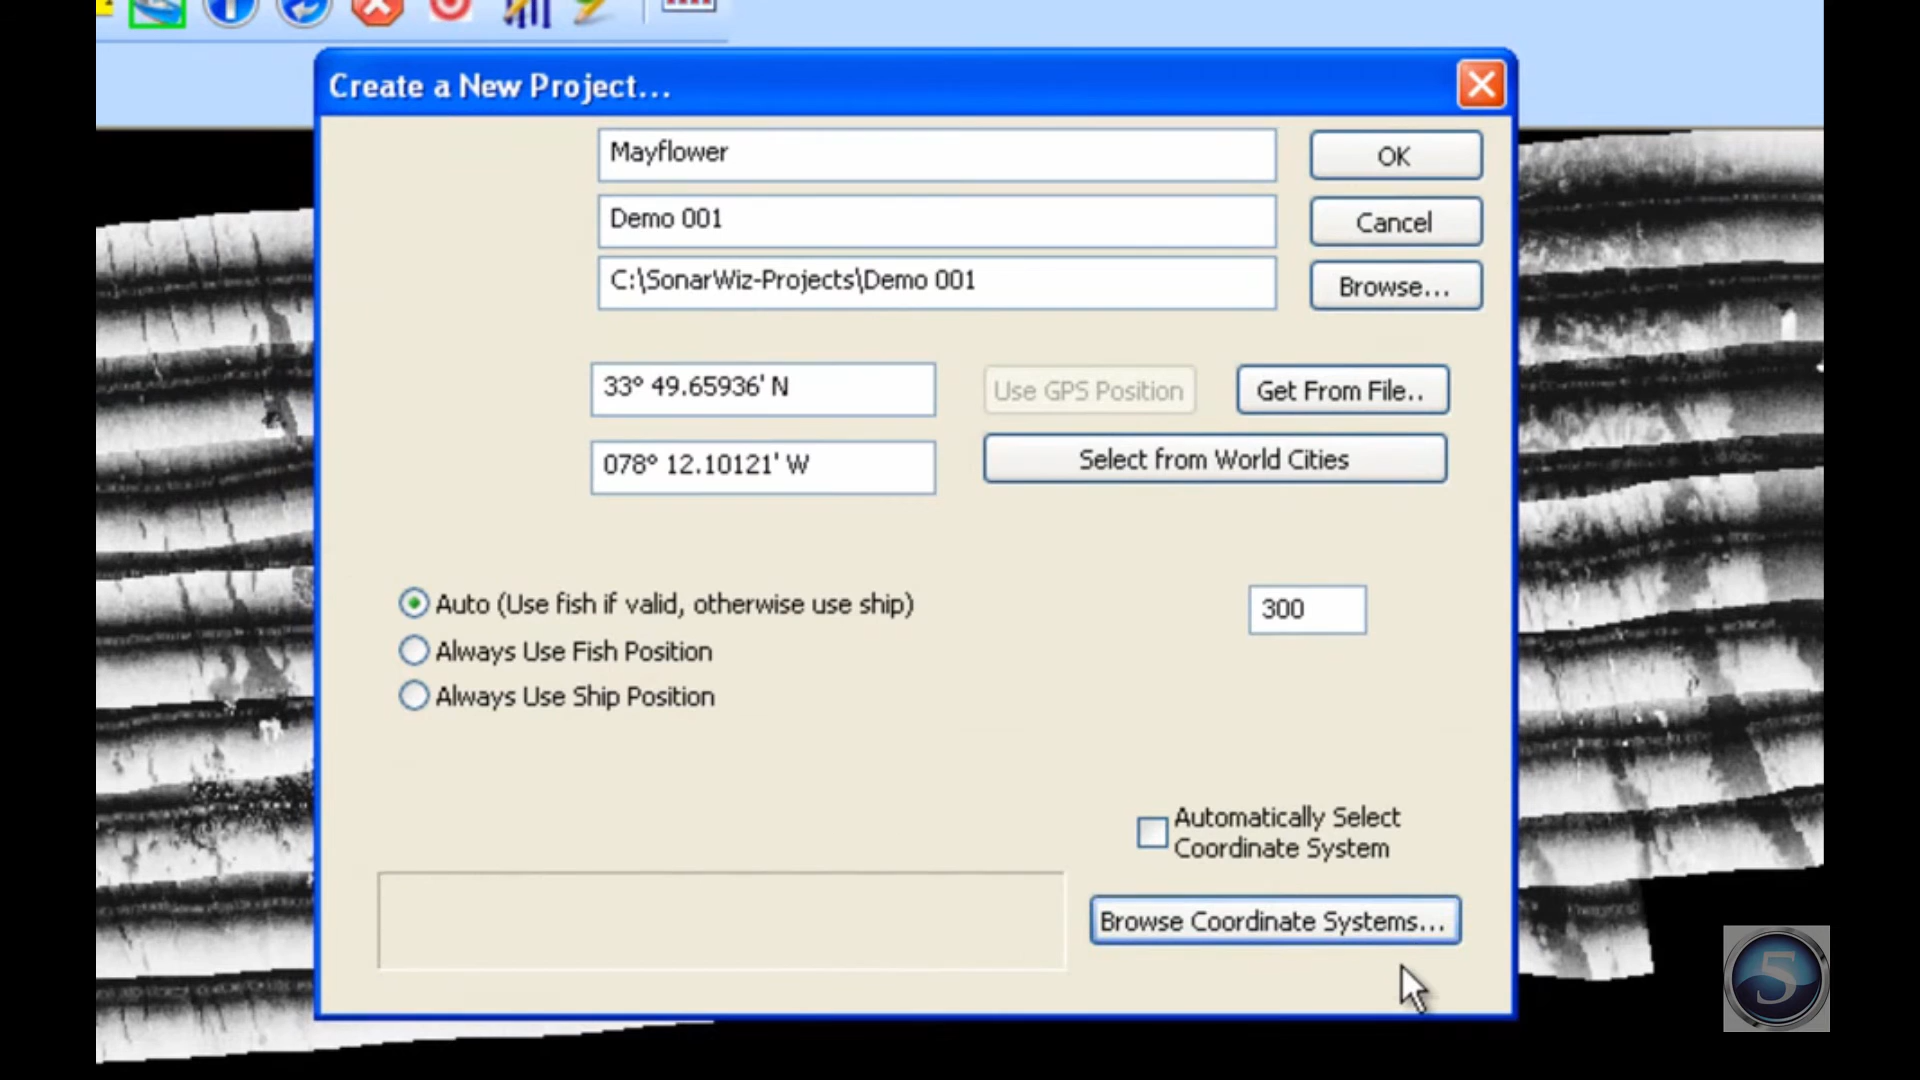 Create a New Project...
Mayflower
OK
Demo 001
Cancel
C:\SonarWiz-Projects\Demo 001
Browse...
33° 49.65936' N
Use GPS Position
Get From File..
078° 12.10121' W
Select from World Cities
Auto (Use fish if valid, otherwise use ship)
300
Always Use Fish Position
Always Use Ship Position
Automatically Select
Coordinate System
Browse Coordinate Systems...
5